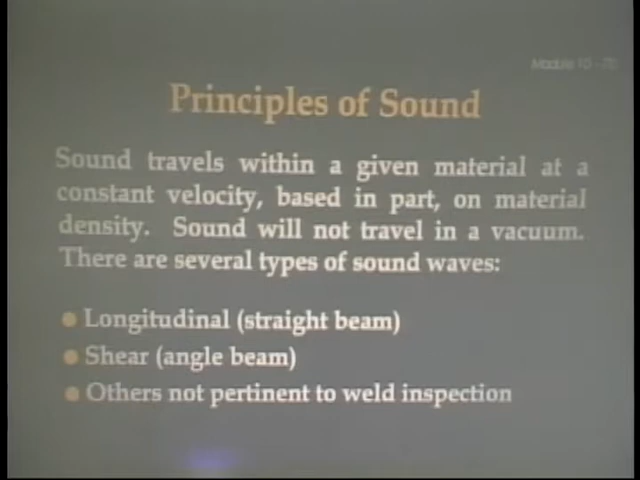 Principles of Sound
Sound travels within a given material at a
constant velocity, based in part, on material
density. Sound will not travel in a vacuum.
There are several types of sound waves:
Longitudinal (straight beam)
Shear (angle beam)
Others not pertinent to weld inspection